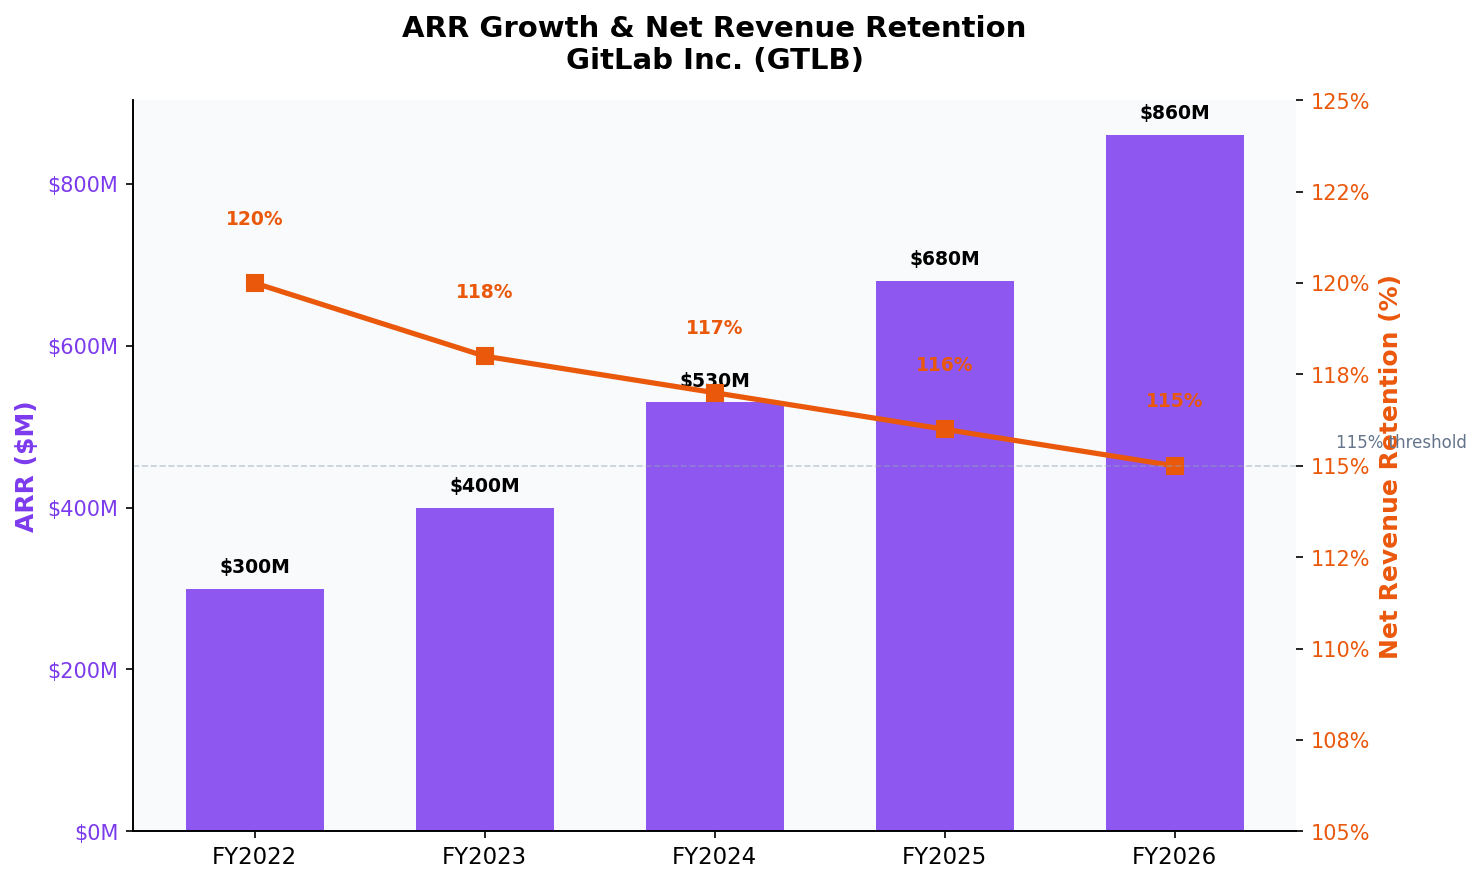 ARR Growth & Net Revenue Retention
GitLab Inc. (GTLB)
ARR ($M)
$800M
$600M
$400M
$200M
$0M
120%
118%
117%
116%
115%
$300M
$400M
$530M
$680M
$860M
125%
122%
120%
118%
115%
112%
110%
108%
105%
Net Revenue Retention (%)
115% threshold
FY2022
FY2023
FY2024
FY2025
FY2026